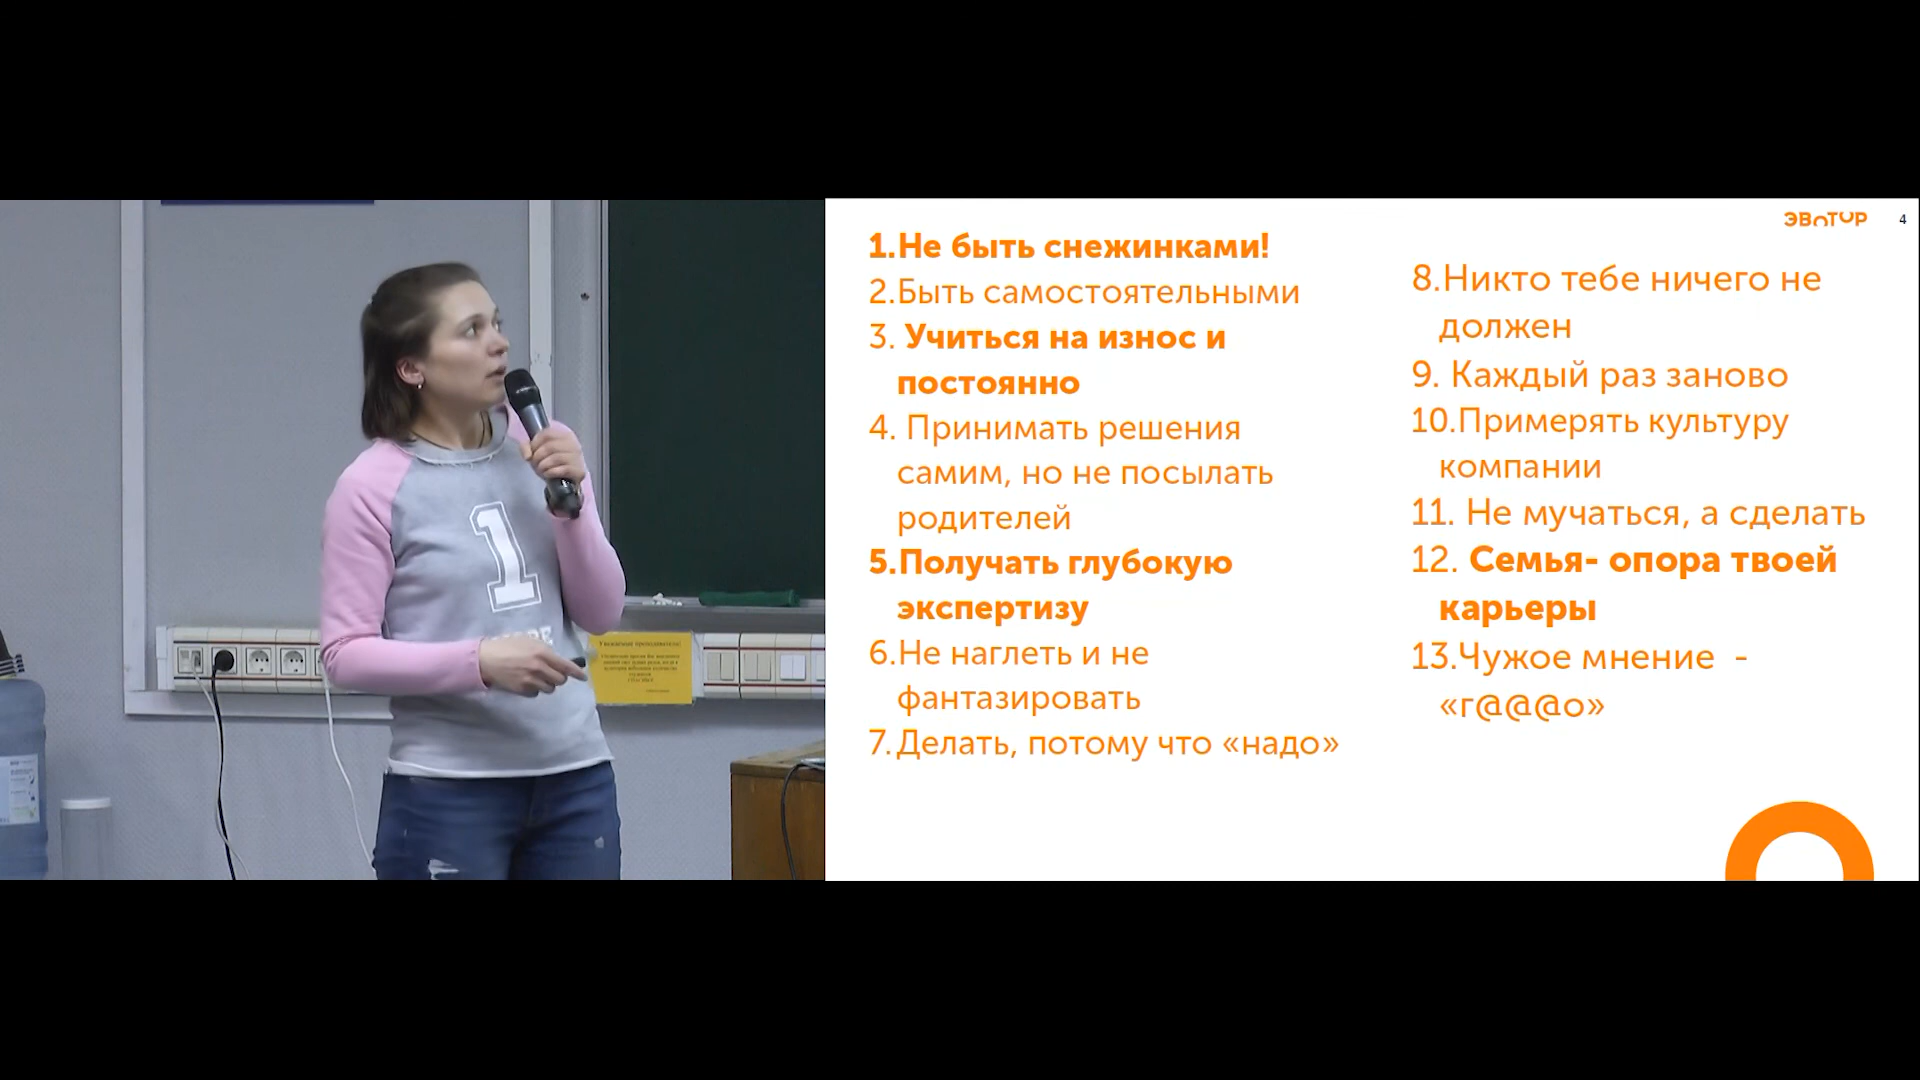 ЭВОТОР 4
1.Не быть снежинками!
2.Быть самостоятельными
3. Учиться на износ и
постоянно
4. Принимать решения
самим, но не посылать
родителей
5.Получать глубокую
экспертизу
6.Не наглеть и не
фантазировать
7.Делать, потому что «надо»
8.Никто тебе ничего не
должен
9. Каждый раз заново
10.Примерять культуру
компании
11. Не мучаться, а сделать
12. Семья- опора твоей
карьеры
13.Чужое мнение -
«г@@@о»
1